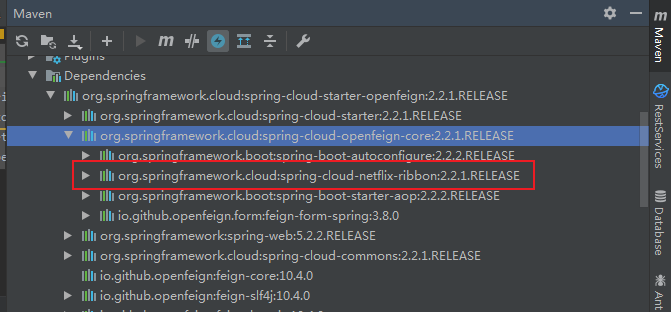 Maven
Plugins
Dependencies
org.springframework.cloud:spring-cloud-starter-openfeign:2.2.1.RELEASE
org.springframework.cloud:spring-cloud-starter:2.2.1.RELEASE
org.springframework.cloud:spring-cloud-openfeign-core:2.2.1.RELEASE
org.springframework.boot:spring-boot-autoconfigure:2.2.2.RELEASE
org.springframework.cloud:spring-cloud-netflix-ribbon:2.2.1.RELEASE
org.springframework.boot:spring-boot-starter-aop:2.2.2.RELEASE
io.github.openfeign.form:feign-form-spring:3.8.0
org.springframework:spring-web:5.2.2.RELEASE
org.springframework.cloud:spring-cloud-commons:2.2.1.RELEASE
io.github.openfeign:feign-core:10.4.0
io.github.openfeign:feign-slf4j:10.4.0
m
Maven
RestServices
Database
Ant